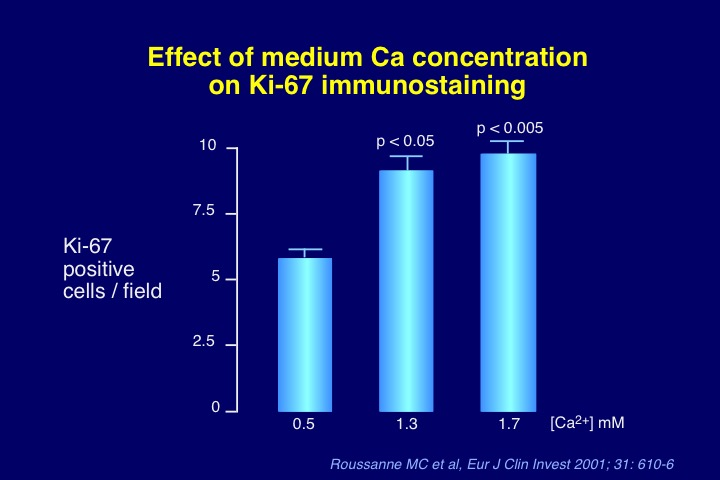 Effect of medium Ca concentration
on Ki-67 immunostaining
p < 0.05
p < 0.005
10
7.5
5
2.5
0
Ki-67
positive
cells / field
0.5
1.3
1.7
[Ca²⁺] mM
Roussanne MC et al, Eur J Clin Invest 2001; 31: 610-6